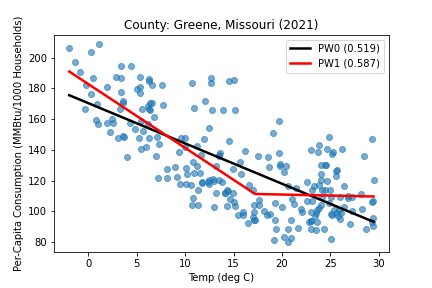 County: Greene, Missouri (2021)
PW0 (0.519)
PW1 (0.587)
Per-Capita Consumption (MMBtu/1000 Households)
200
180
160
140
120
100
80
0
5
10
15
20
25
30
Temp (deg C)